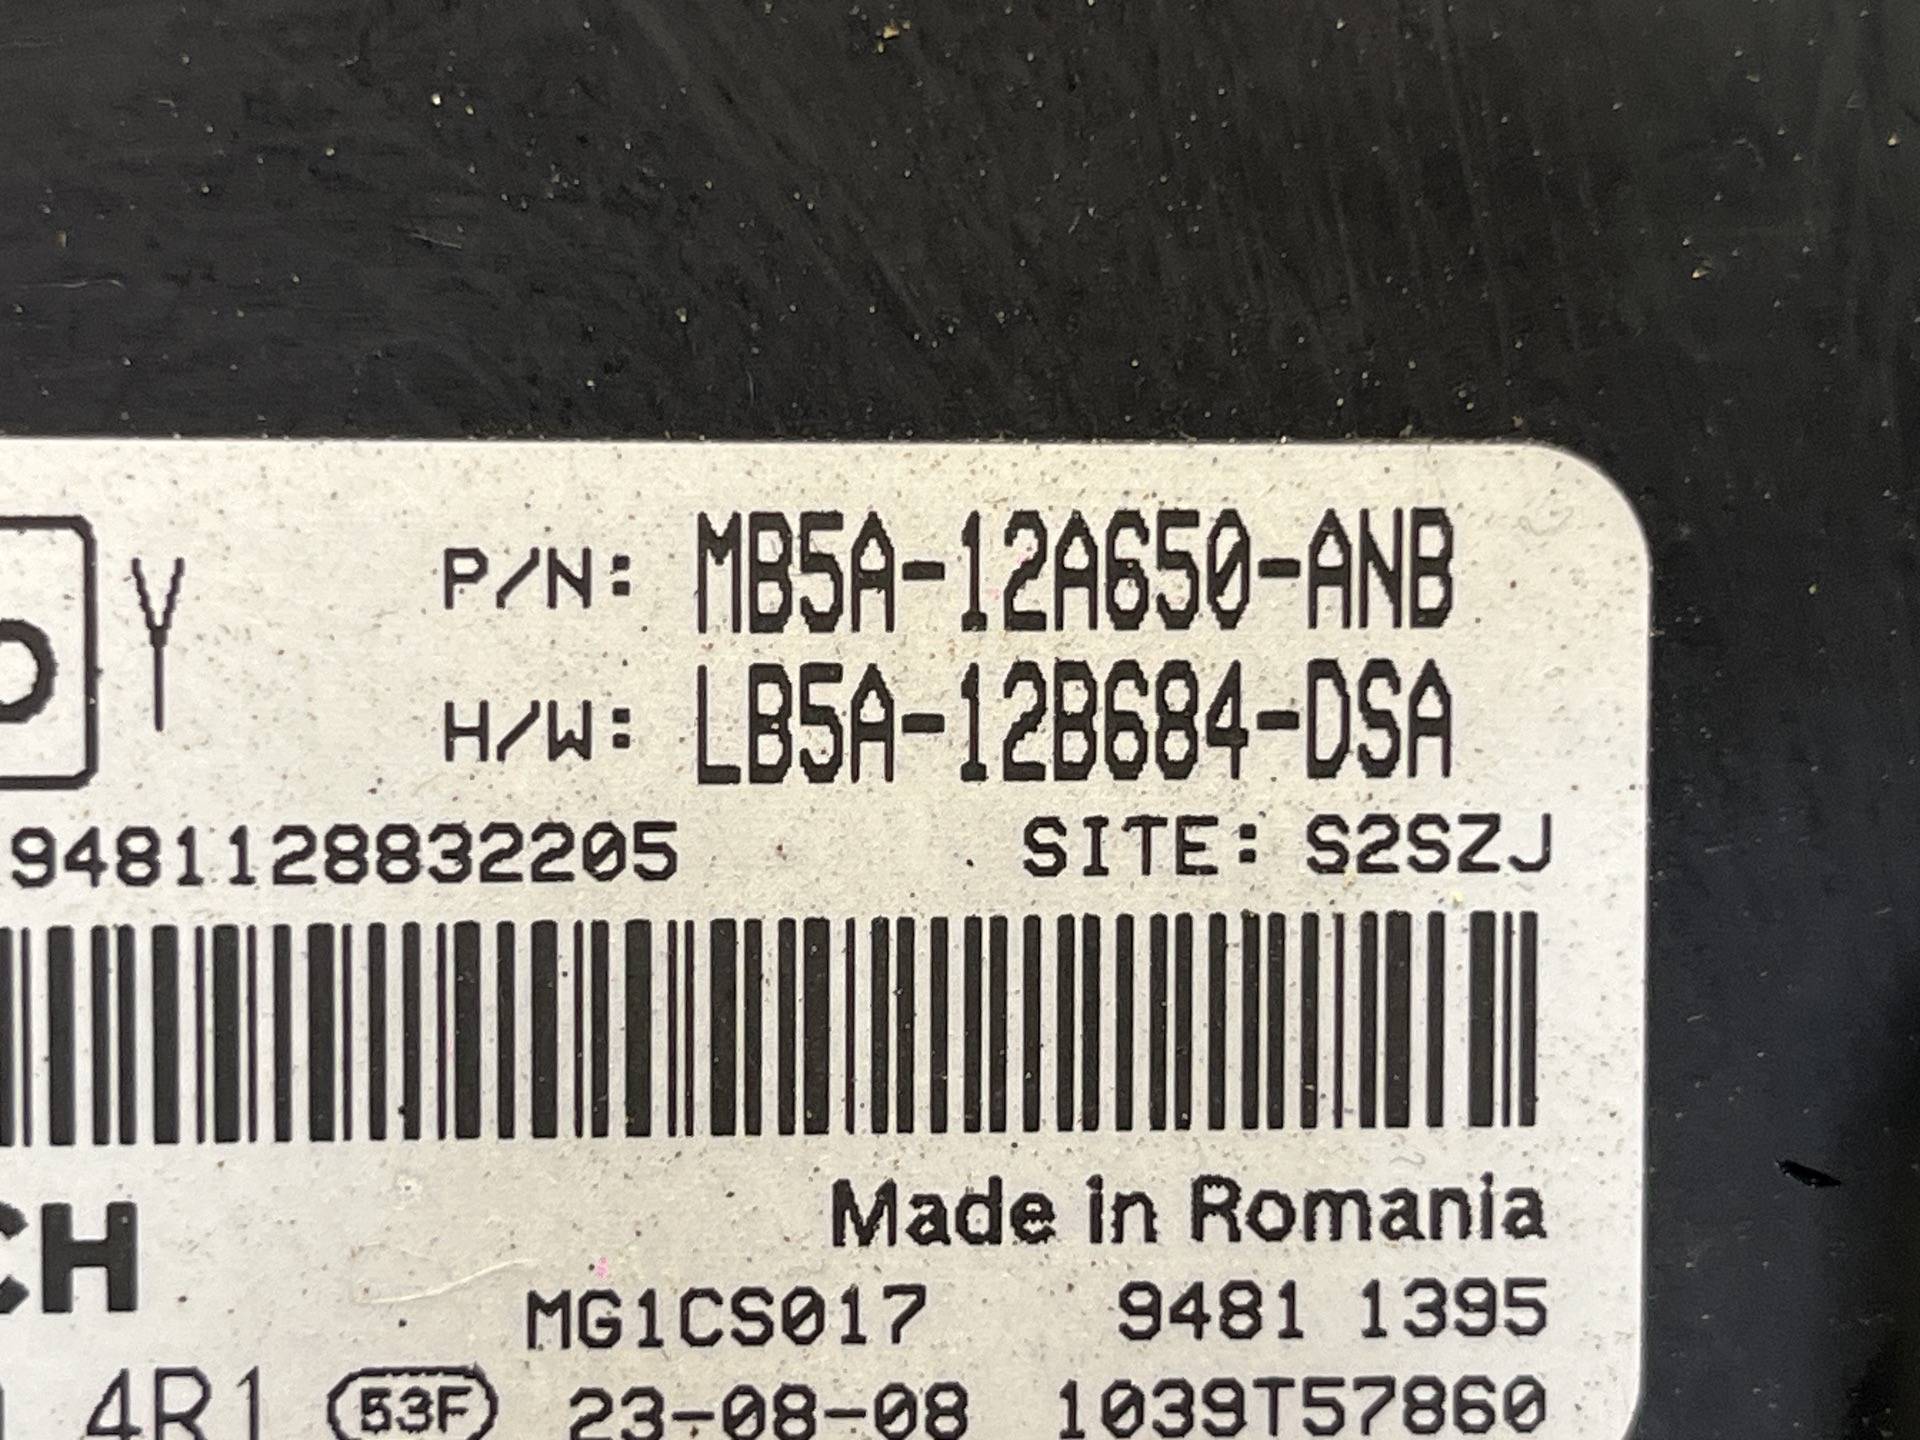 Y P/N: MB5A-12A650-ANB
H/W: LB5A-12B684-DSA
9481128832205 SITE: S2SZJ
Made in Romania
CH MG1CS017 9481 1395
4R1 53F 23-08-08 1039T57860